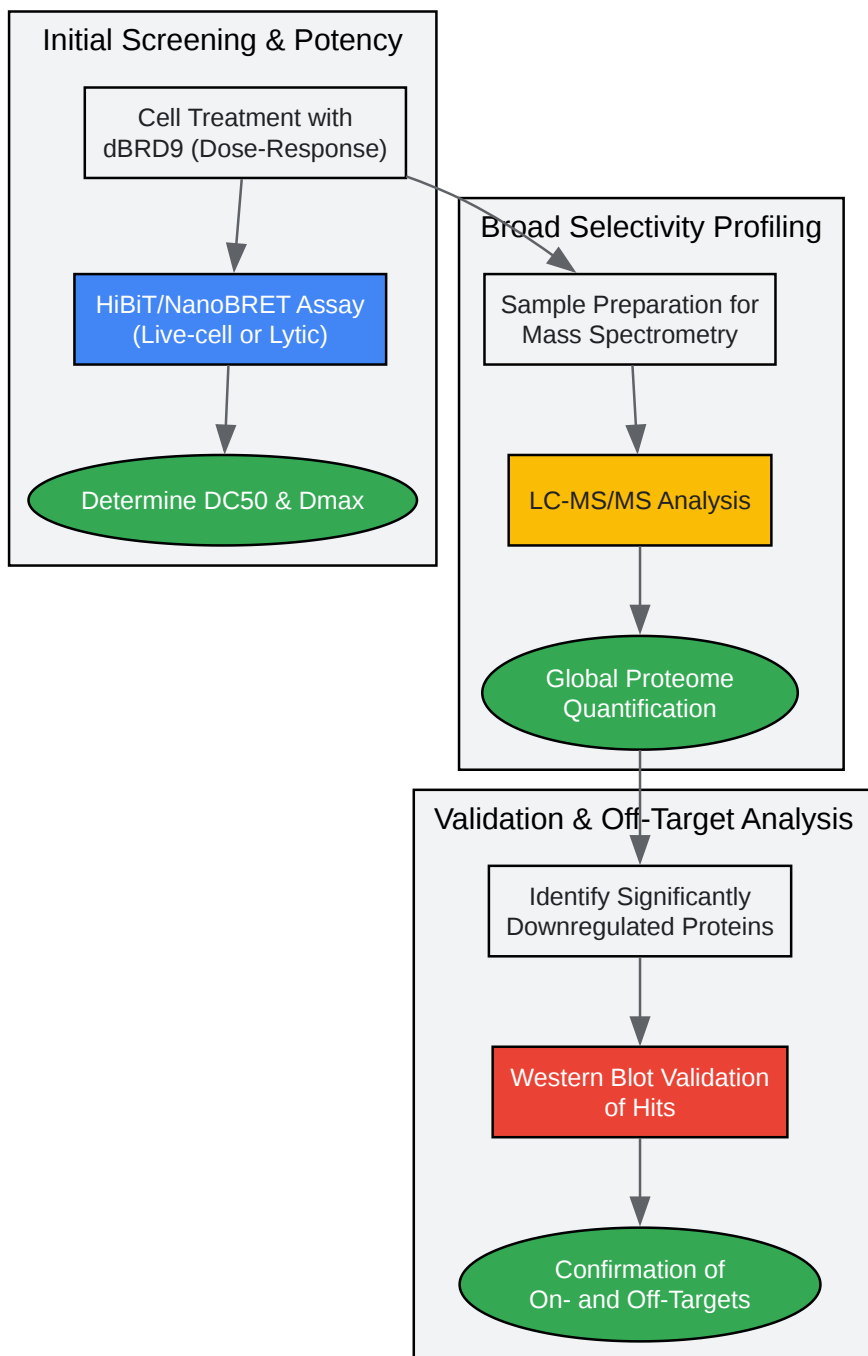 Initial Screening & Potency
Cell Treatment with
dBRD9 (Dose-Response)
HiBiT/NanoBRET Assay
(Live-cell or Lytic)
Determine DC50 & Dmax
Broad Selectivity Profiling
Sample Preparation for
Mass Spectrometry
LC-MS/MS Analysis
Global Proteome
Quantification
Validation & Off-Target Analysis
Identify Significantly
Downregulated Proteins
Western Blot Validation
of Hits
Confirmation of
On- and Off-Targets